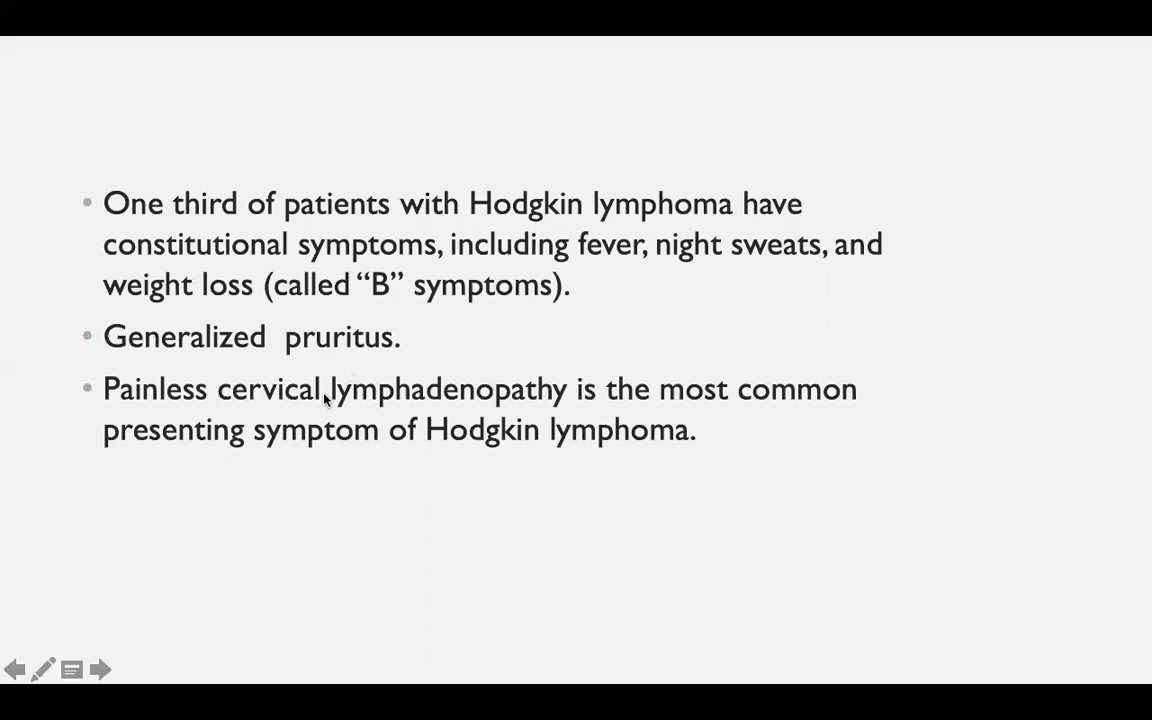 • One third of patients with Hodgkin lymphoma have
constitutional symptoms, including fever, night sweats, and
weight loss (called “B” symptoms).
• Generalized  pruritus.
• Painless cervical lymphadenopathy is the most common
presenting symptom of Hodgkin lymphoma.